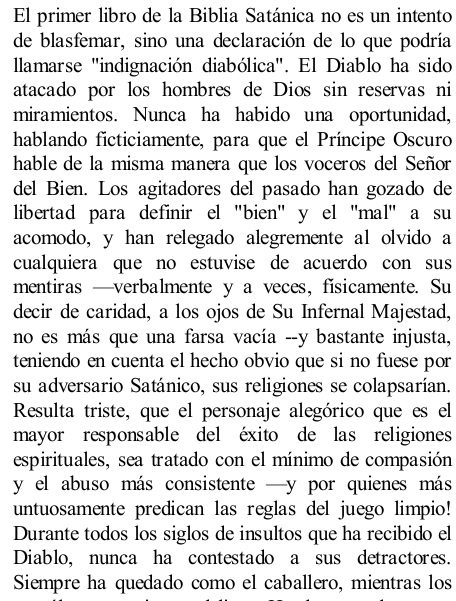 El primer libro de la Biblia Satánica no es un intento
de blasfemar, sino una declaración de lo que podría
llamarse "indignación diabólica". El Diablo ha sido
atacado por los hombres de Dios sin reservas ni
miramientos. Nunca ha habido una oportunidad,
hablando ficticiamente, para que el Príncipe Oscuro
hable de la misma manera que los voceros del Señor
del Bien. Los agitadores del pasado han gozado de
libertad para definir el "bien" y el "mal" a su
acomodo, y han relegado alegremente al olvido a
cualquiera que no estuvise de acuerdo con sus
mentiras —verbalmente y a veces, físicamente. Su
decir de caridad, a los ojos de Su Infernal Majestad,
no es más que una farsa vacía --y bastante injusta,
teniendo en cuenta el hecho obvio que si no fuese por
su adversario Satánico, sus religiones se colapsarían.
Resulta triste, que el personaje alegórico que es el
mayor responsable del éxito de las religiones
espirituales, sea tratado con el mínimo de compasión
y el abuso más consistente —y por quienes más
untuosamente predican las reglas del juego limpio!
Durante todos los siglos de insultos que ha recibido el
Diablo, nunca ha contestado a sus detractores.
Siempre ha quedado como el caballero, mientras los